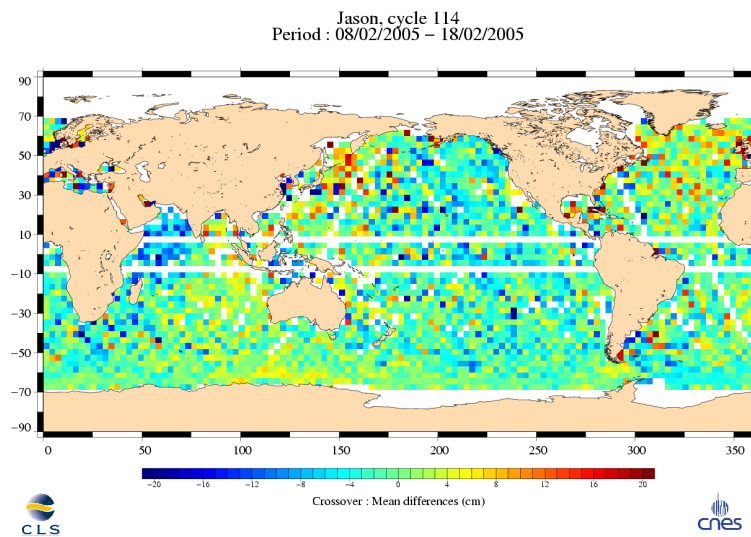 Jason, cycle 114
Period : 08/02/2005 − 18/02/2005
90
70
50
30
10
−10
−30
−50
−70
−90
0 50 100 150 200 250 300 350
−20 −16 −12 −8 −4 0 4 8 12 16 20
Crossover : Mean differences (cm)
CLS
cnes